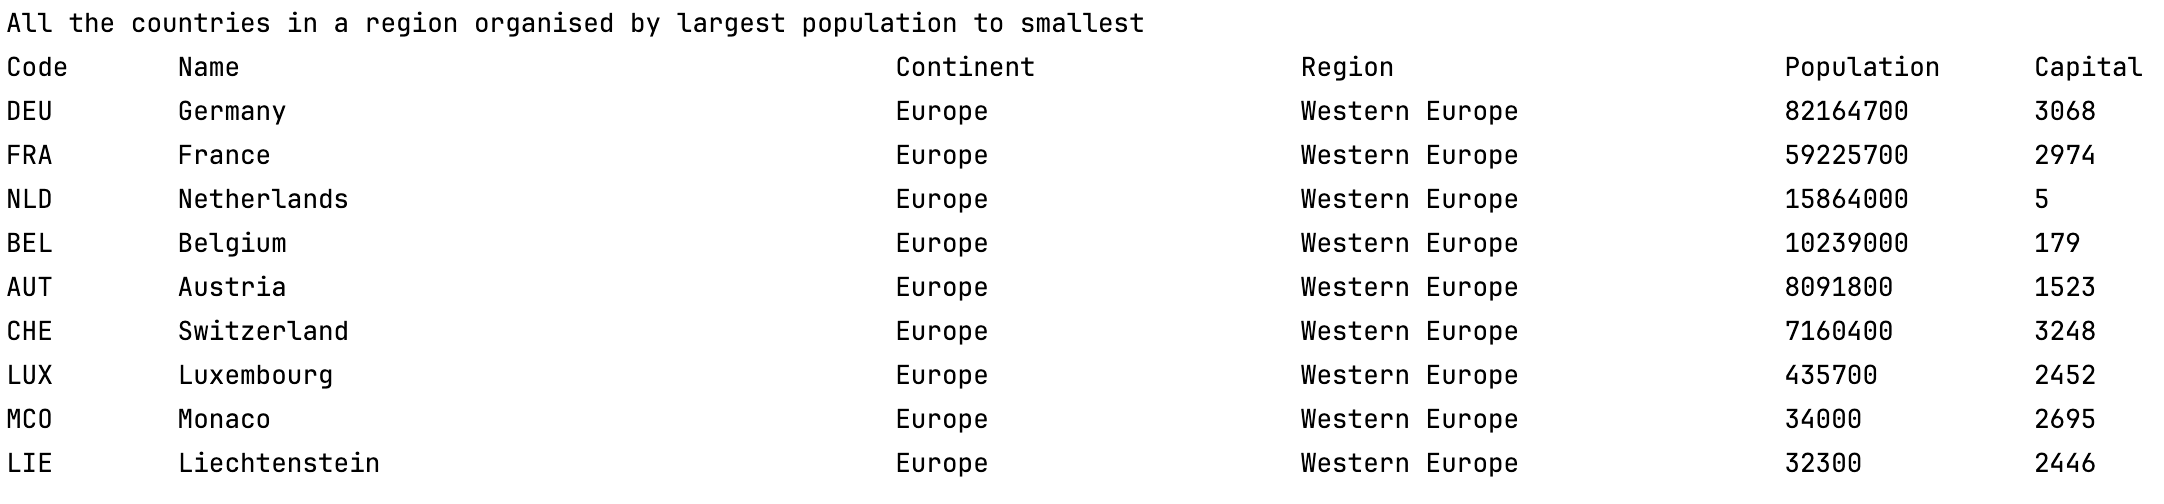 All the countries in a region organised by largest population to smallest
Code Name Continent Region Population Capital
DEU Germany Europe Western Europe 82164700 3068
FRA France Europe Western Europe 59225700 2974
NLD Netherlands Europe Western Europe 15864000 5
BEL Belgium Europe Western Europe 10239000 179
AUT Austria Europe Western Europe 8091800 1523
CHE Switzerland Europe Western Europe 7160400 3248
LUX Luxembourg Europe Western Europe 435700 2452
MCO Monaco Europe Western Europe 34000 2695
LIE Liechtenstein Europe Western Europe 32300 2446